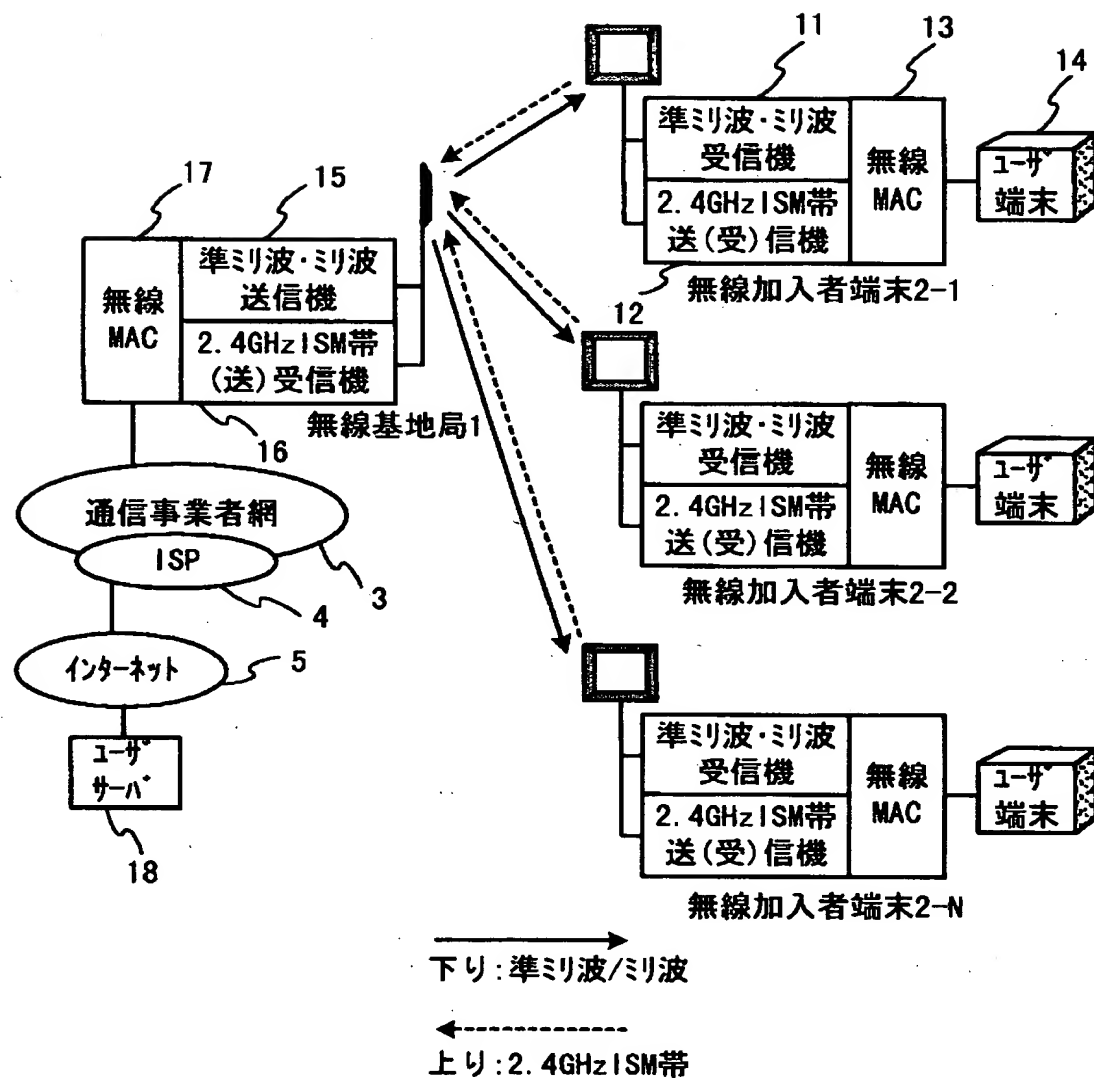 11
13
14
準ミリ波・ミリ波
受信機
2.4GHzISM帯
送(受)信機
無線
MAC
ユーザ
端末
無線加入者端末2-1
12
17
15
無線
MAC
準ミリ波・ミリ波
送信機
2.4GHzISM帯
(送)受信機
無線基地局1
16
準ミリ波・ミリ波
受信機
2.4GHzISM帯
送(受)信機
無線
MAC
ユーザ
端末
無線加入者端末2-2
通信事業者網
ISP
3
4
インターネット
5
ユーザ
サーバ
18
準ミリ波・ミリ波
受信機
2.4GHzISM帯
送(受)信機
無線
MAC
ユーザ
端末
無線加入者端末2-N
下り:準ミリ波/ミリ波
上り:2.4GHzISM帯